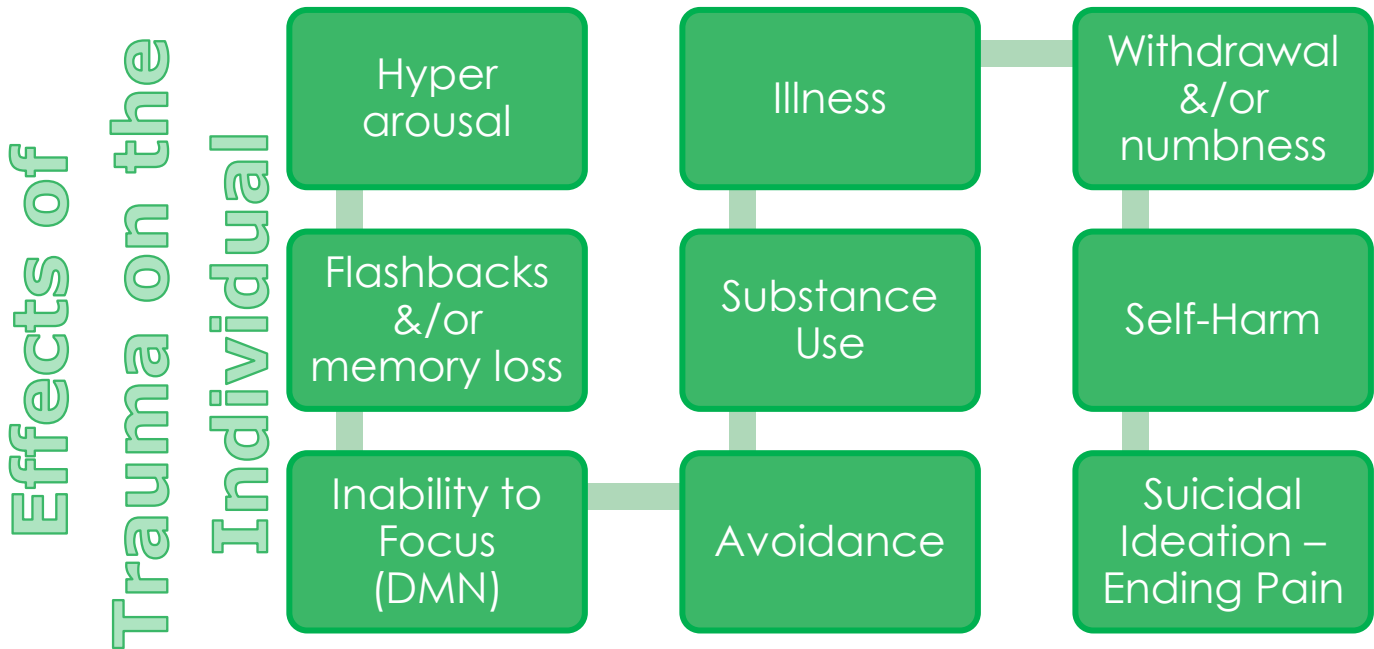 Effects of
Trauma on the
Individual
Hyper
arousal
Flashbacks
&/or
memory loss
Inability to
Focus
(DMN)
Avoidance
Substance
Use
Illness
Withdrawal
&/or
numbness
Self-Harm
Suicidal
Ideation –
Ending Pain